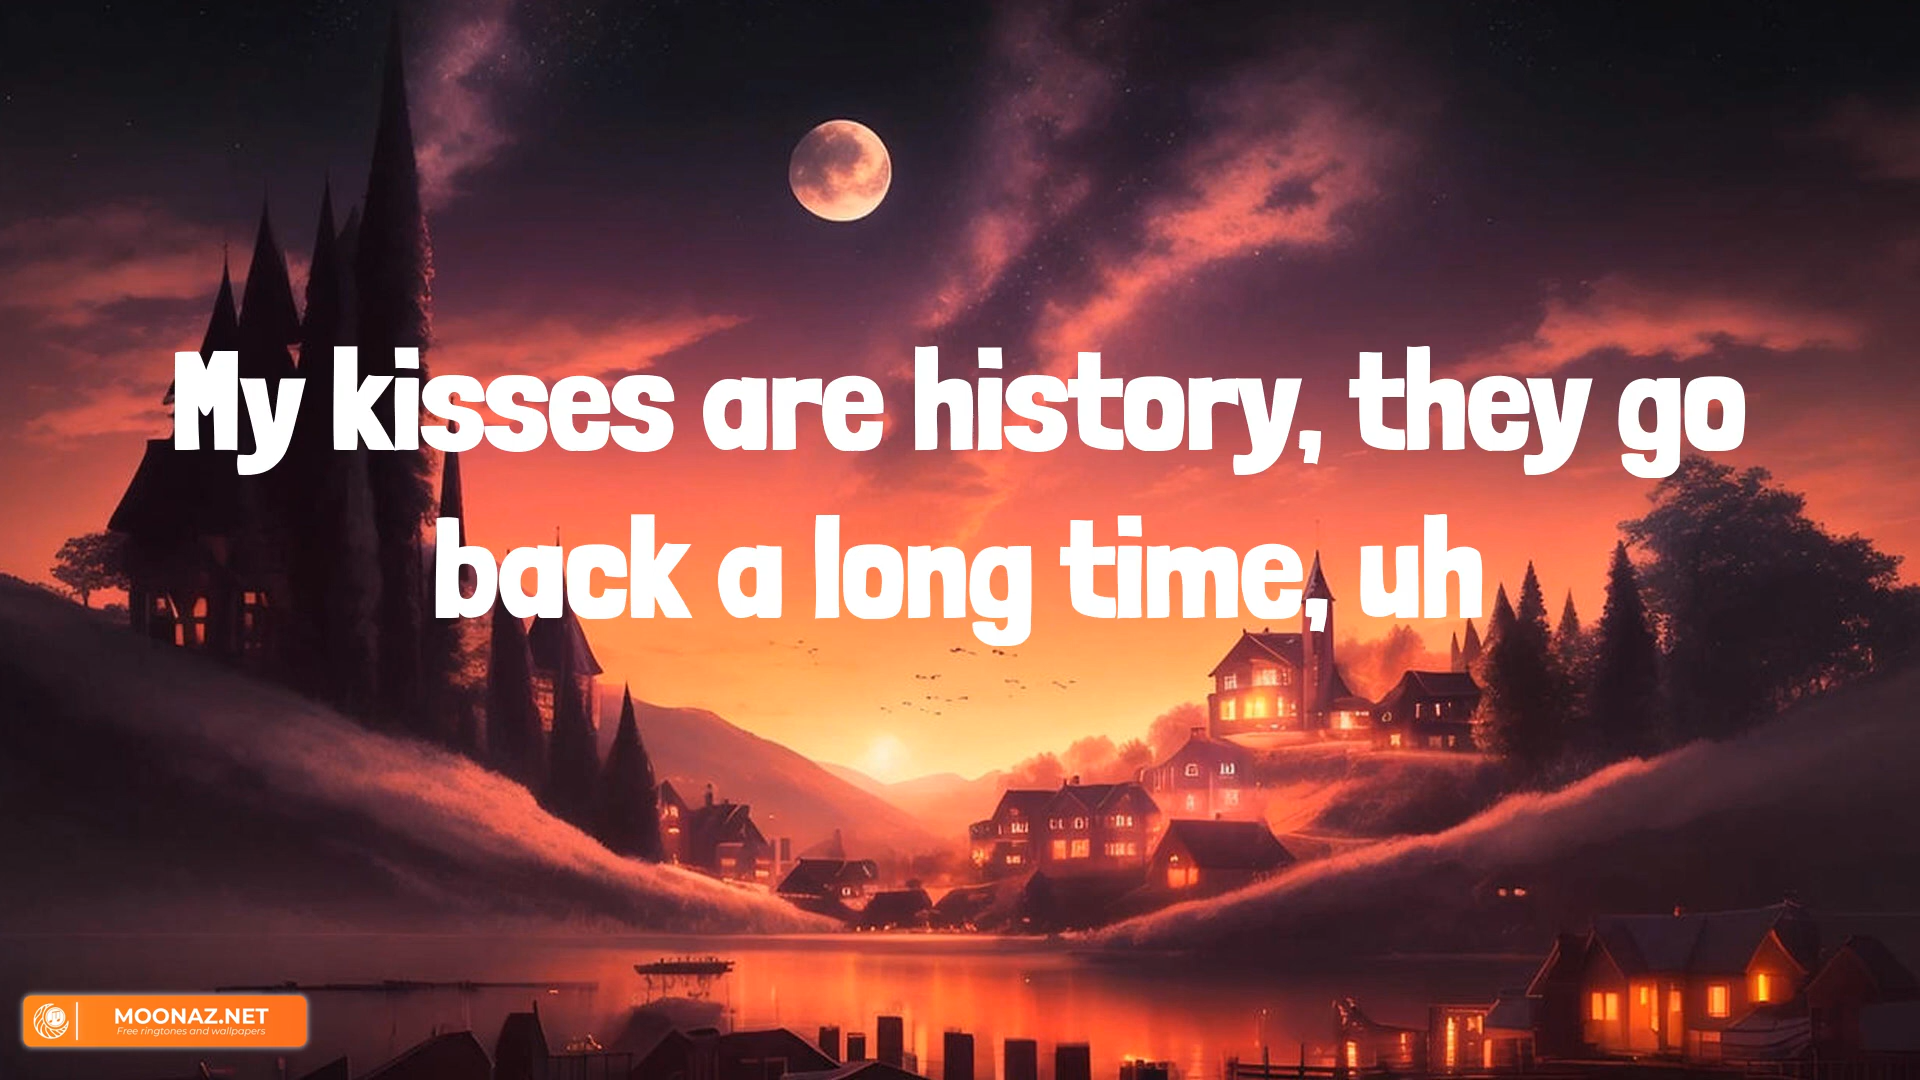 My kisses are history, they go
back a long time, uh
MOONAZ.NET
Free ringtones and wallpapers